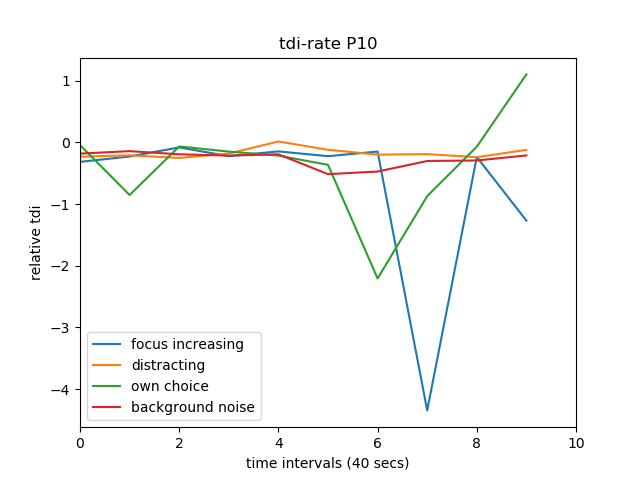 tdi-rate P10
1
0
−1
−2
−3
−4
relative tdi
focus increasing
distracting
own choice
background noise
0 2 4 6 8 10
time intervals (40 secs)